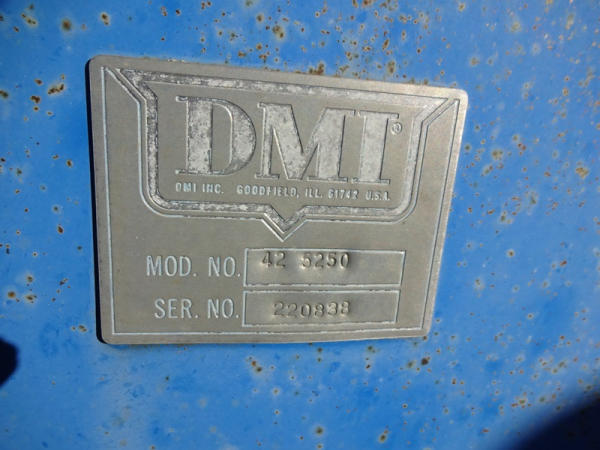 DMI®
DMI INC. GOODFIELD, ILL. 61742 U.S.A.
MOD. NO. 42 5250
SER. NO. 220838